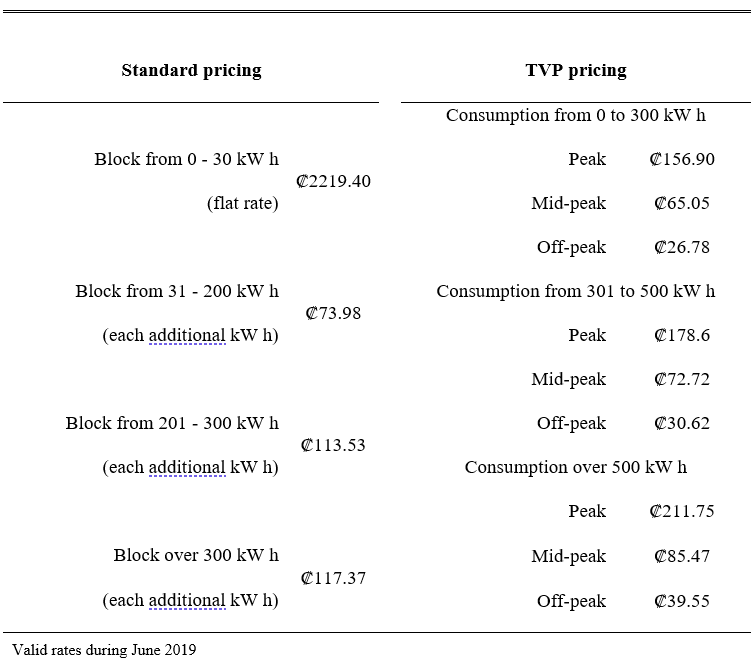 Standard pricing
TVP pricing
Consumption from 0 to 300 kW h
Block from 0 - 30 kW h
(flat rate)
₡2219.40
Peak ₡156.90
Mid-peak ₡65.05
Off-peak ₡26.78
Block from 31 - 200 kW h
(each additional kW h)
₡73.98
Consumption from 301 to 500 kW h
Peak ₡178.6
Mid-peak ₡72.72
Off-peak ₡30.62
Block from 201 - 300 kW h
(each additional kW h)
₡113.53
Consumption over 500 kW h
Peak ₡211.75
Mid-peak ₡85.47
Off-peak ₡39.55
Block over 300 kW h
(each additional kW h)
₡117.37
Valid rates during June 2019